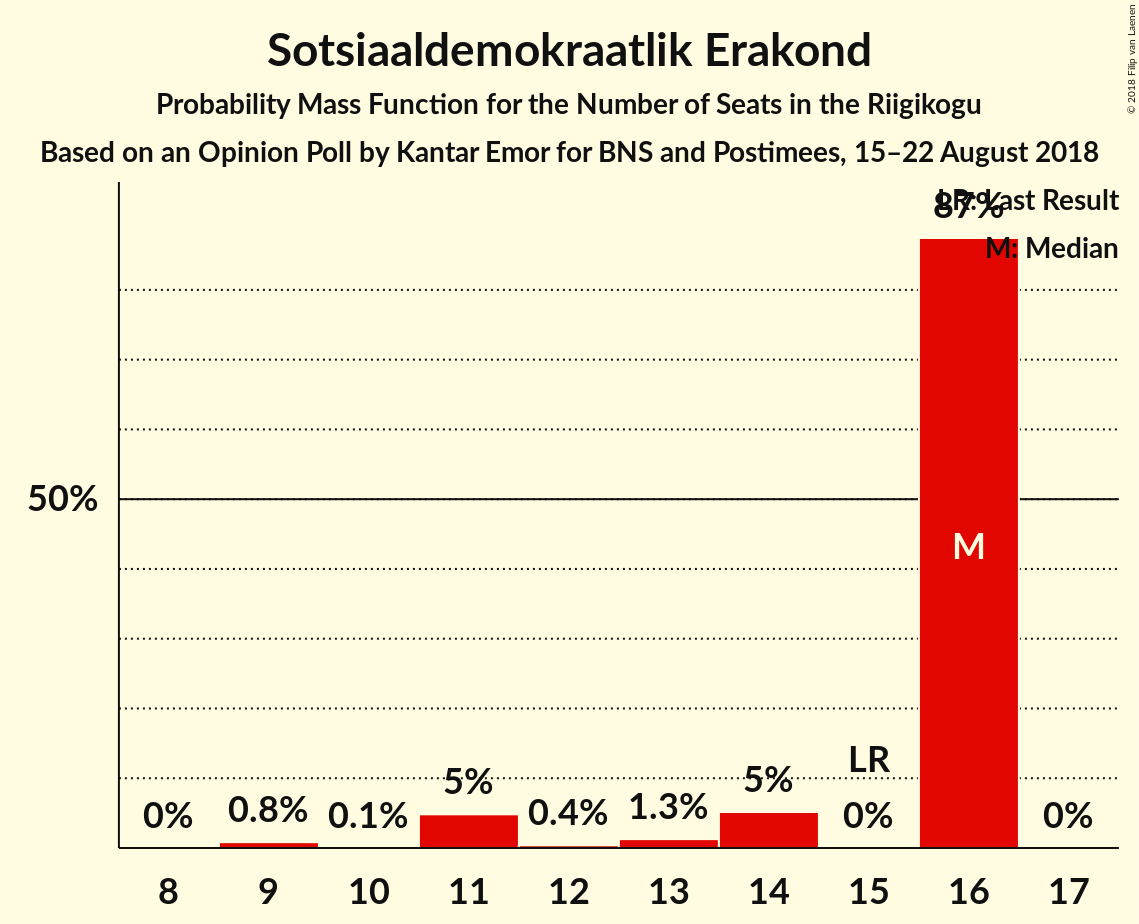 Sotsiaaldemokraatlik Erakond
Probability Mass Function for the Number of Seats in the Riigikogu
Based on an Opinion Poll by Kantar Emor for BNS and Postimees, 15–22 August 2018
© 2018 Filip van Laenen
LR: Last Result
M: Median
87%
50%
M
LR
0%
0.8%
0.1%
5%
0.4%
1.3%
5%
0%
0%
8 9 10 11 12 13 14 15 16 17